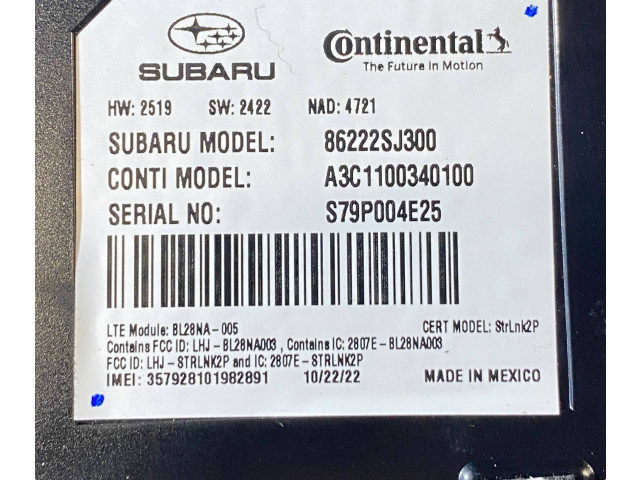 SUBARU
Continental
The Future in Motion
HW: 2519 SW: 2422 NAD: 4721
SUBARU MODEL: 86222SJ300
CONTI MODEL: A3C1100340100
SERIAL NO: S79P004E25
LTE Module: BL28NA-005 CERT MODEL: StrLnk2P
Contains FCC ID: LHJ-BL28NA003 , Contains IC: 2807E-BL28NA003
FCC ID: LHJ-STRLNK2P and IC: 2807E-STRLNK2P
IMEI: 357928101982891 10/22/22 MADE IN MEXICO